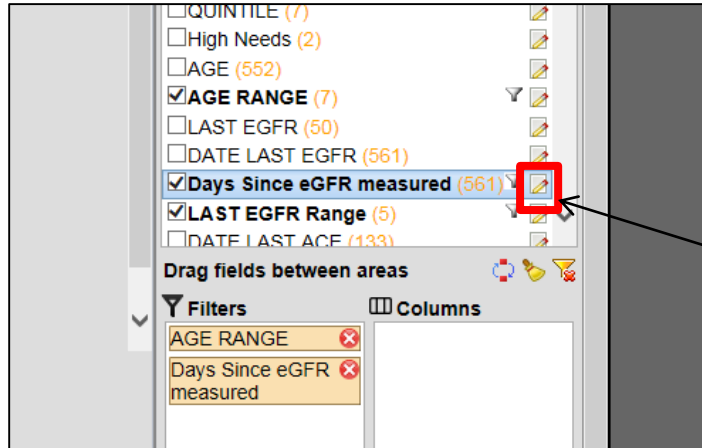 QUINTILE (7)
High Needs (2)
AGE (552)
AGE RANGE (7)
LAST EGFR (50)
DATE LAST EGFR (561)
Days Since eGFR measured (561)
LAST EGFR Range (5)
DATE LAST ACE (133)
Drag fields between areas
Filters
Columns
AGE RANGE
Days Since eGFR
measured